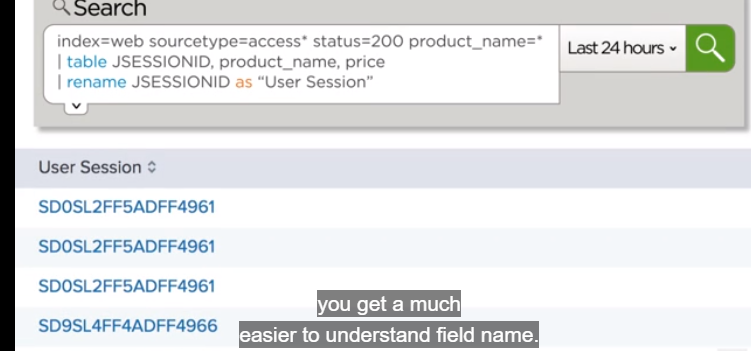 Search
index=web sourcetype=access* status=200 product_name=*
| table JSESSIONID, product_name, price
| rename JSESSIONID as “User Session”
Last 24 hours
User Session
SD0SL2FF5ADFF4961
SD0SL2FF5ADFF4961
SD0SL2FF5ADFF4961
SD9SL4FF4ADFF4966
you get a much
easier to understand field name.